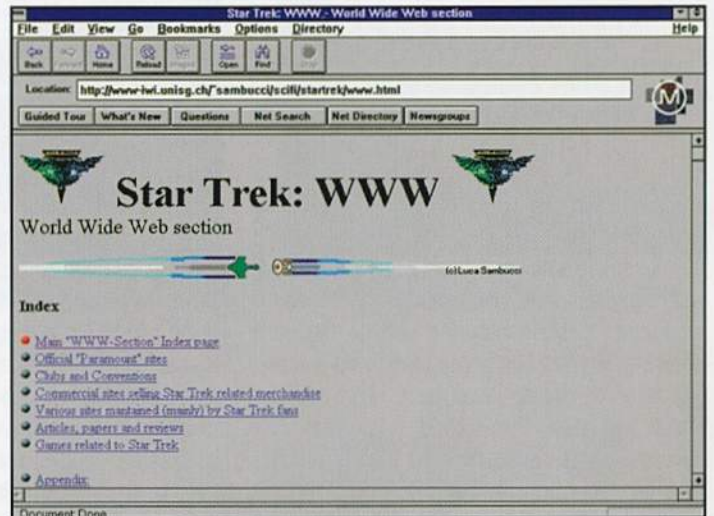 Star Trek: WWW - World Wide Web section
File Edit View Go Bookmarks Options Directory Help
Back Forward Home Reload Images Open Find Stop
Location: http://www-iwi.unisg.ch/~sambucci/scifi/startrek/www.html
M
Guided Tour What's New Questions Net Search Net Directory Newsgroups
Star Trek: WWW
World Wide Web section
(c)Luca Sambucci
Index
Main "WWW-Section" Index page
Official "Paramount" sites
Clubs and Conventions
Commercial sites selling Star Trek related merchandise
Various sites mantained (mainly) by Star Trek fans
Articles, papers and reviews
Games related to Star Trek
Appendix
Document Done